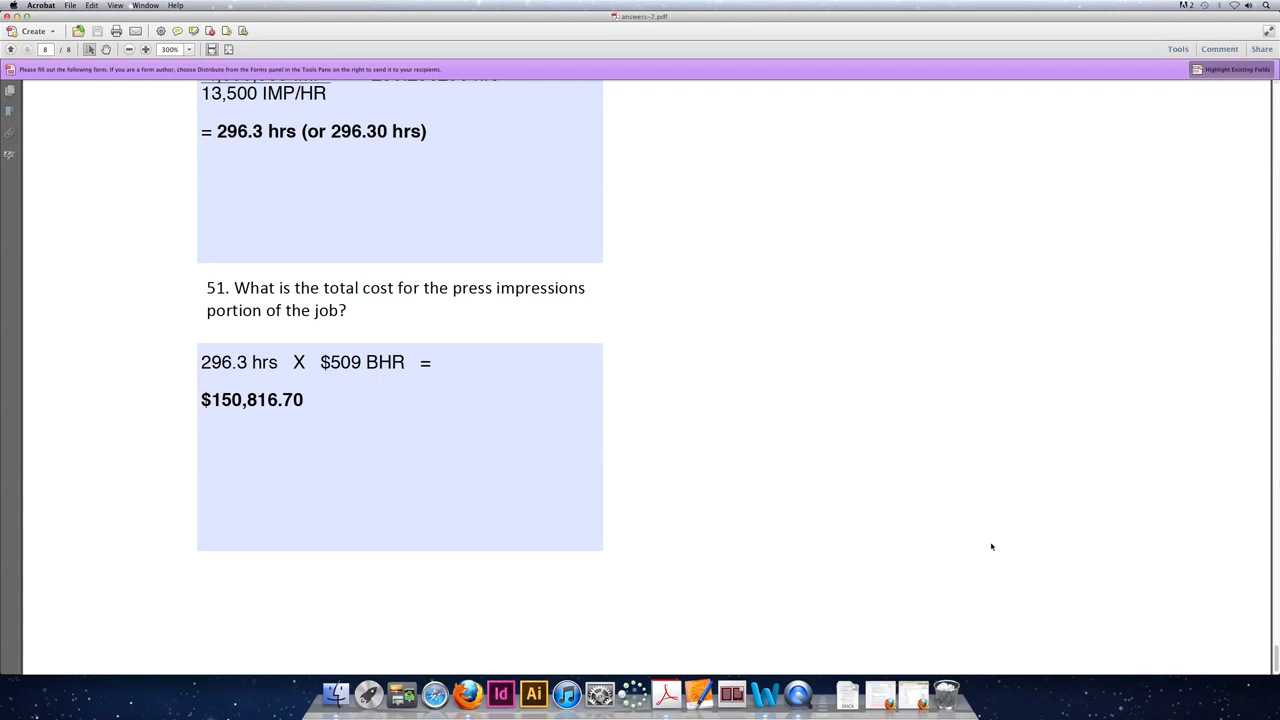 Acrobat File Edit View Window Help
2
answers-2.pdf
Create
8 / 8
300%
Tools Comment Share
Please fill out the following form. If you are a form author, choose Distribute from the Forms panel in the Tools Pane on the right to send it to your recipients.
Highlight Existing Fields
13,500 IMP/HR
= 296.3 hrs (or 296.30 hrs)
51. What is the total cost for the press impressions
portion of the job?
296.3 hrs X $509 BHR =
$150,816.70
Id Ai
DOCX